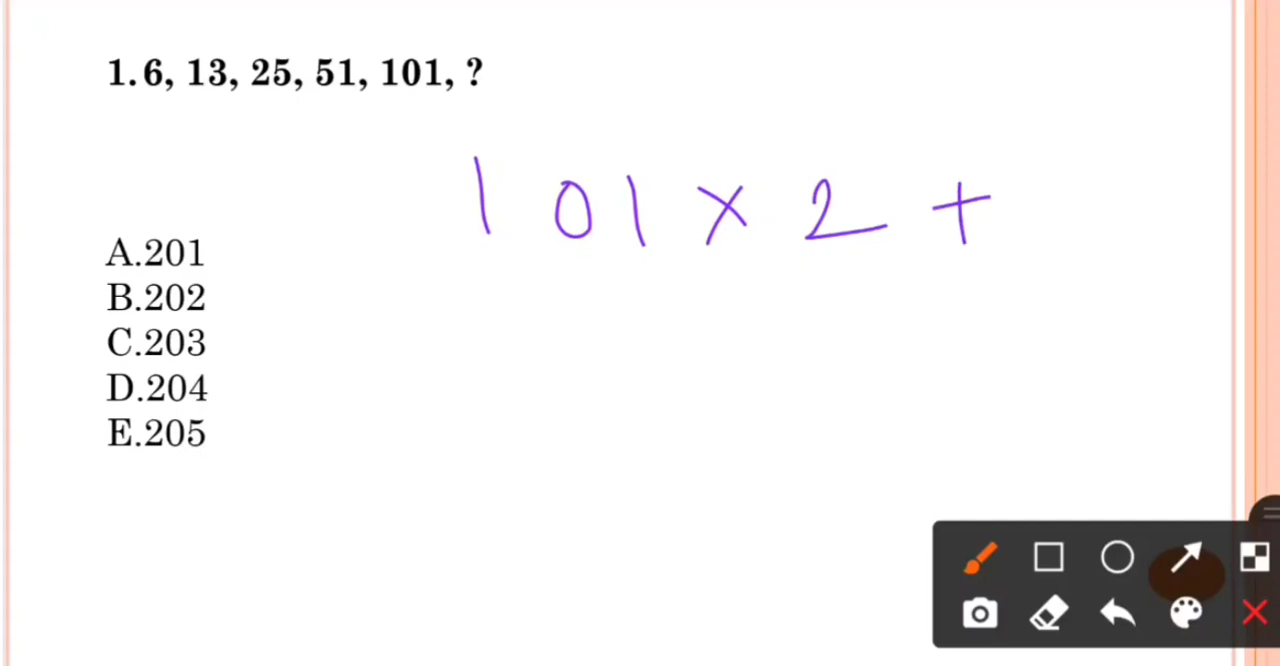 1. 6, 13, 25, 51, 101, ?
101 × 2 +
A.201
B.202
C.203
D.204
E.205